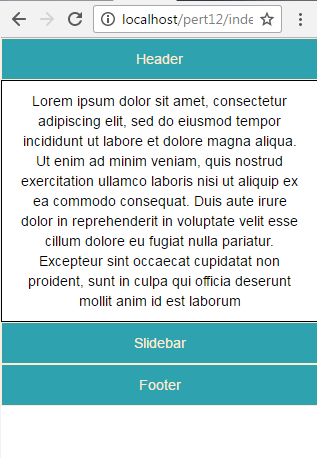 localhost/pert12/inde
Header
Lorem ipsum dolor sit amet, consectetur
adipiscing elit, sed do eiusmod tempor
incididunt ut labore et dolore magna aliqua.
Ut enim ad minim veniam, quis nostrud
exercitation ullamco laboris nisi ut aliquip ex
ea commodo consequat. Duis aute irure
dolor in reprehenderit in voluptate velit esse
cillum dolore eu fugiat nulla pariatur.
Excepteur sint occaecat cupidatat non
proident, sunt in culpa qui officia deserunt
mollit anim id est laborum
Slidebar
Footer